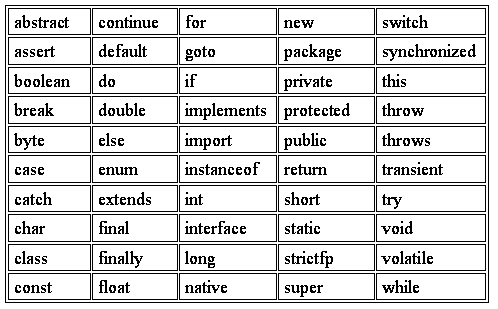 abstract continue for new switch
assert default goto package synchronized
boolean do if private this
break double implements protected throw
byte else import public throws
case enum instanceof return transient
catch extends int short try
char final interface static void
class finally long strictfp volatile
const float native super while